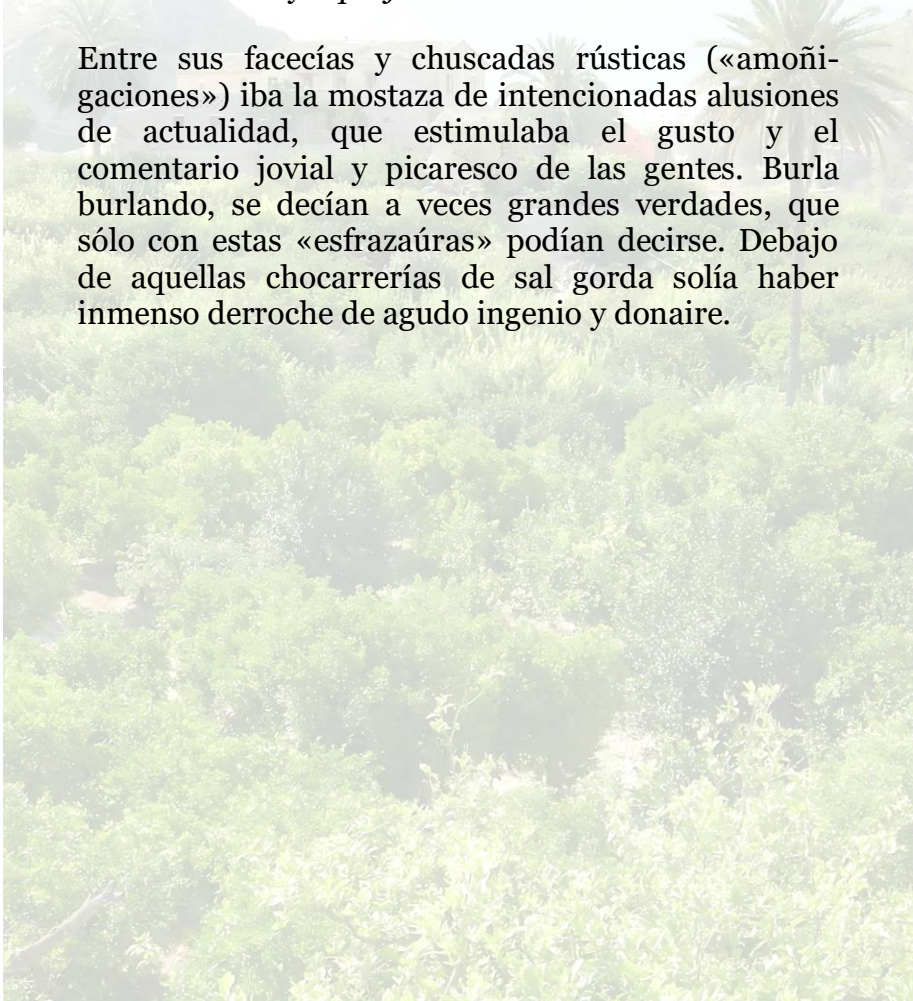 Entre sus facecías y chuscadas rústicas («amoñi-
gaciones») iba la mostaza de intencionadas alusiones
de actualidad, que estimulaba el gusto y el
comentario jovial y picaresco de las gentes. Burla
burlando, se decían a veces grandes verdades, que
sólo con estas «esfrazaúras» podían decirse. Debajo
de aquellas chocarrerías de sal gorda solía haber
inmenso derroche de agudo ingenio y donaire.